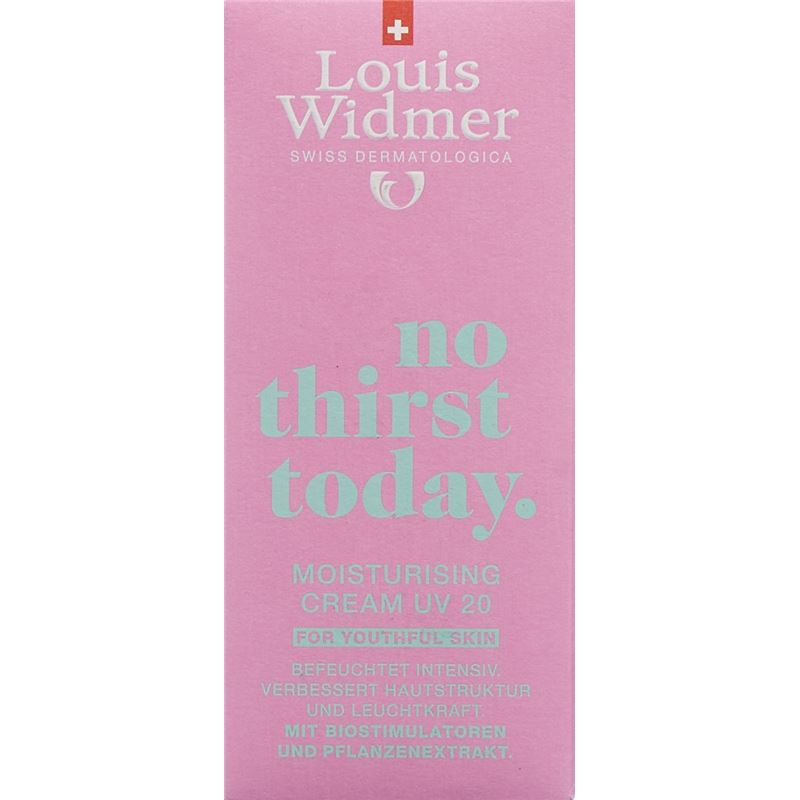 Louis
Widmer
SWISS DERMATOLOGICA
no
thirst
today.
MOISTURISING
CREAM UV 20
FOR YOUTHFUL SKIN
BEFEUCHTET INTENSIV.
VERBESSERT HAUTSTRUKTUR
UND LEUCHTKRAFT.
MIT BIOSTIMULATOREN
UND PFLANZENEXTRAKT.